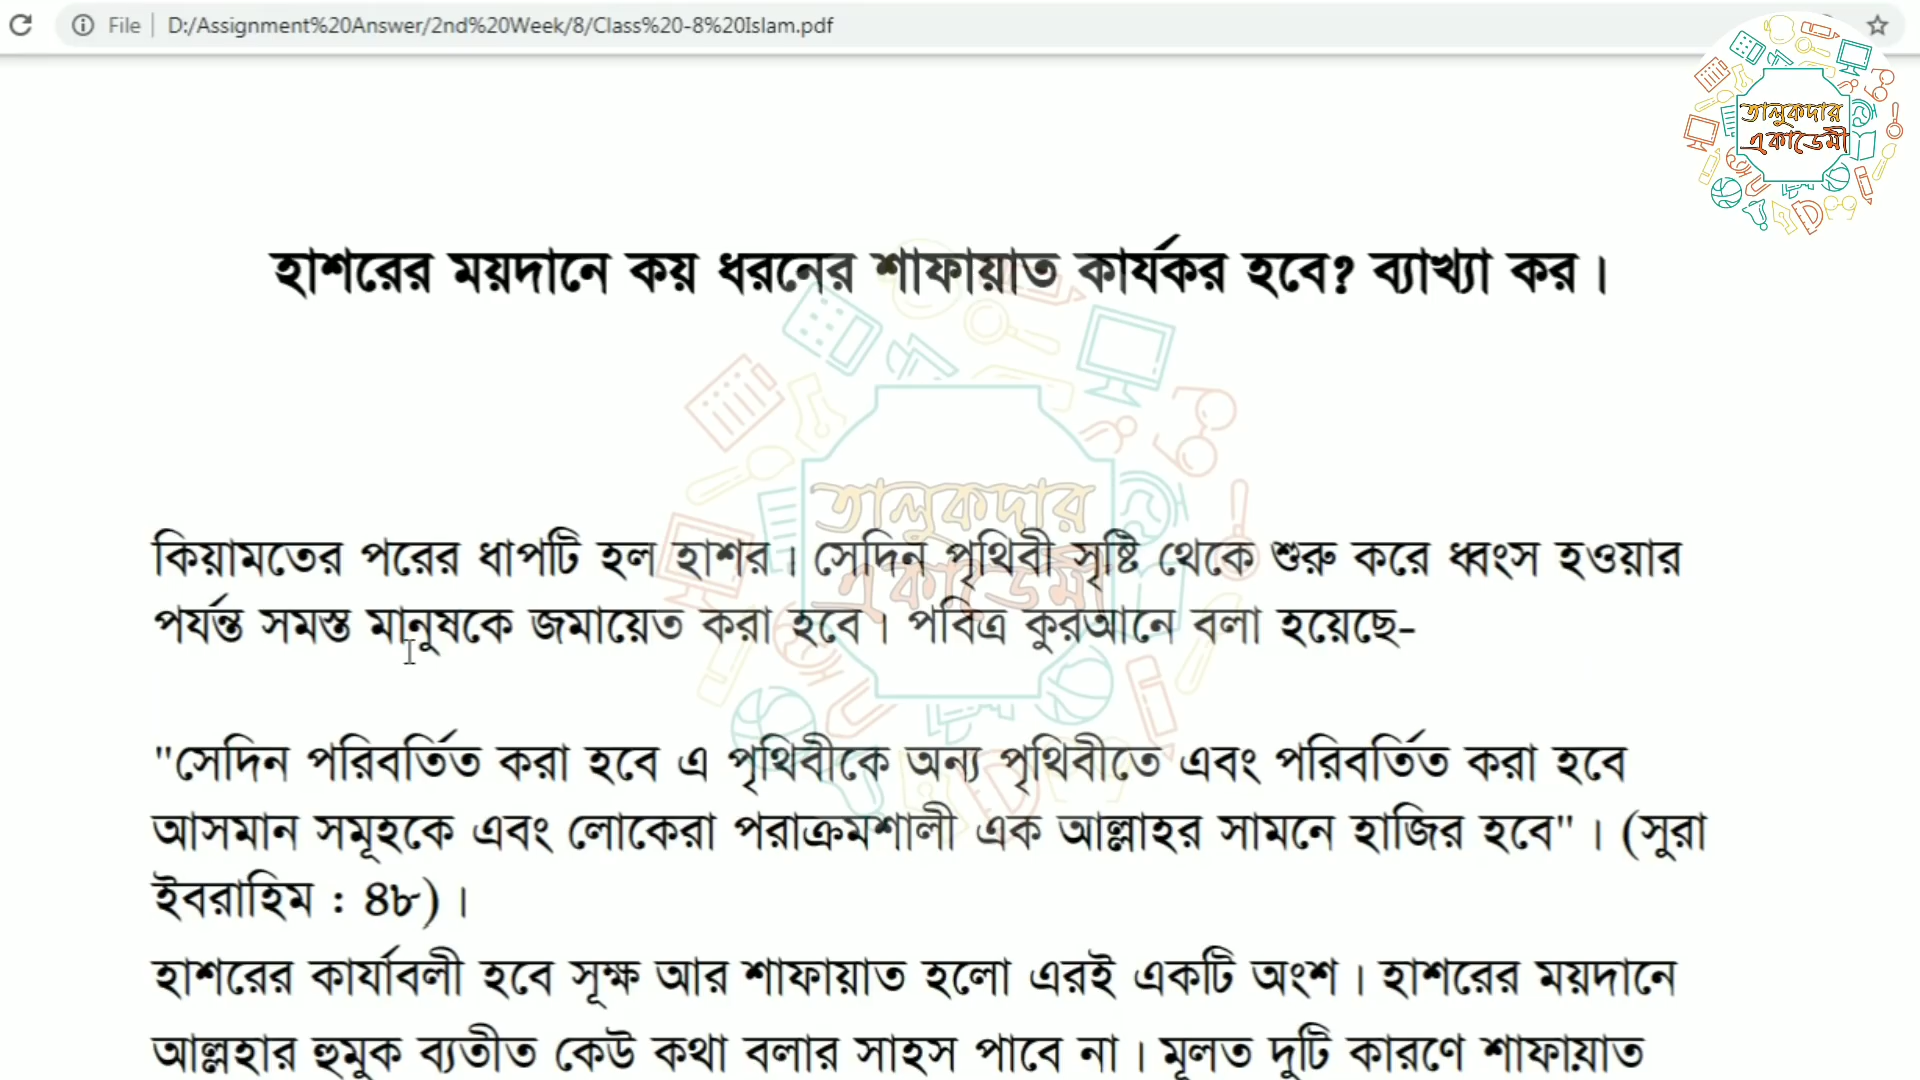 File | D:/Assignment%20Answer/2nd%20Week/8/Class%20-8%20Islam.pdf
তালুকদার
একাডেমী
হাশরের ময়দানে কয় ধরনের শাফায়াত কার্যকর হবে? ব্যাখ্যা কর।
তালুকদার
একাডেমী
কিয়ামতের পরের ধাপটি হল হাশর। সেদিন পৃথিবী সৃষ্টি থেকে শুরু করে ধ্বংস হওয়ার
পর্যন্ত সমস্ত মানুষকে জমায়েত করা হবে। পবিত্র কুরআনে বলা হয়েছে-
"সেদিন পরিবর্তিত করা হবে এ পৃথিবীকে অন্য পৃথিবীতে এবং পরিবর্তিত করা হবে
আসমান সমূহকে এবং লোকেরা পরাক্রমশালী এক আল্লাহর সামনে হাজির হবে"। (সুরা
ইবরাহিম : ৪৮)।
হাশরের কার্যাবলী হবে সূক্ষ আর শাফায়াত হলো এরই একটি অংশ। হাশরের ময়দানে
আল্লহার হুমুক ব্যতীত কেউ কথা বলার সাহস পাবে না। মূলত দুটি কারণে শাফায়াত